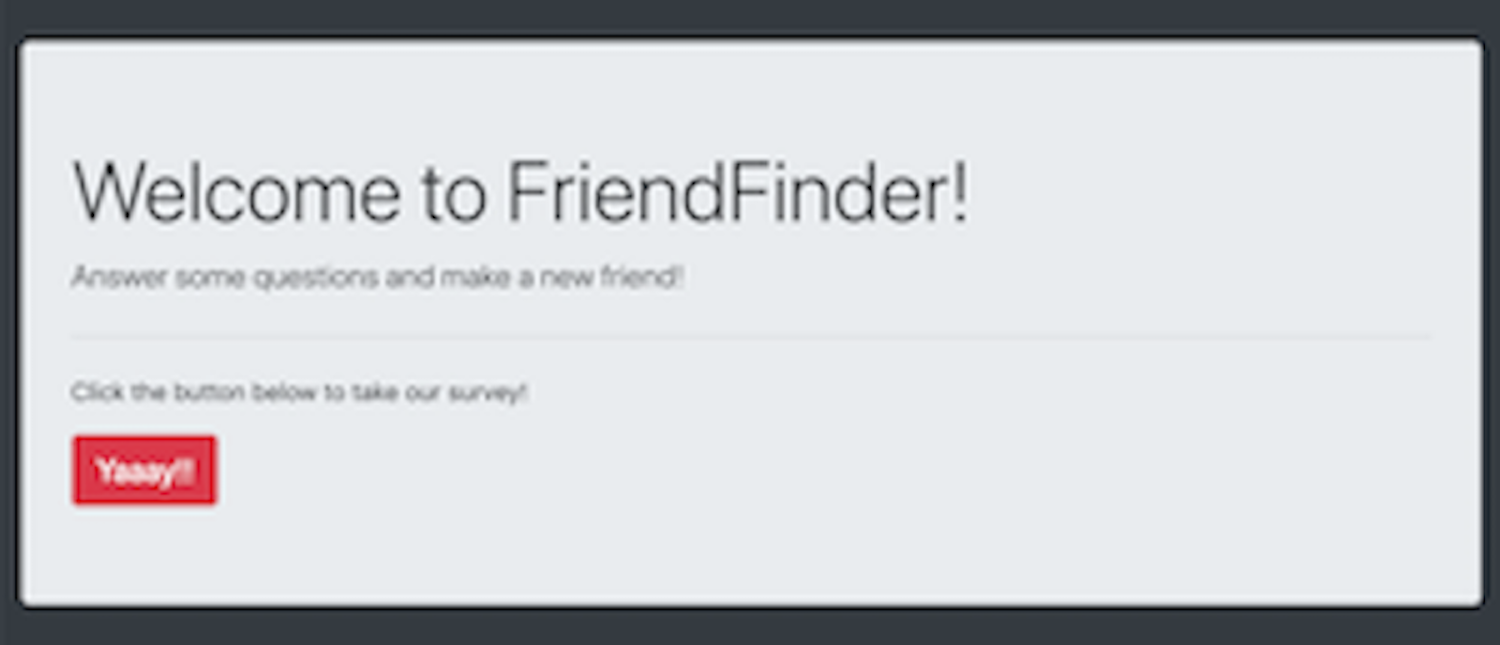 Welcome to FriendFinder!
Answer some questions and make a new friend!
Click the button below to take our survey!
Yaaay!!